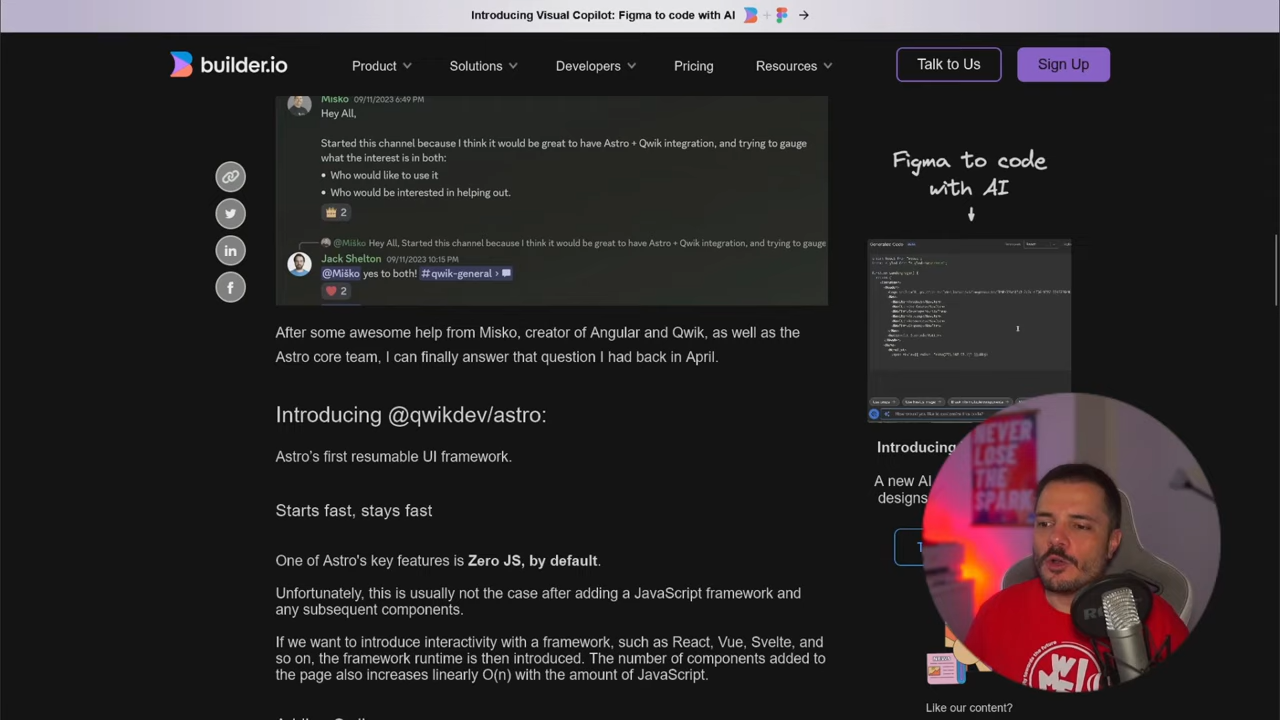 Introducing Visual Copilot: Figma to code with AI
builder.io
Product
Solutions
Developers
Pricing
Resources
Talk to Us
Sign Up
Misko 09/11/2023 6:49 PM
Hey All,
Started this channel because I think it would be great to have Astro + Qwik integration, and trying to gauge
what the interest is in both:
• Who would like to use it
• Who would be interested in helping out.
2
@Miško Hey All, Started this channel because I think it would be great to have Astro + Qwik integration, and trying to gauge
Jack Shelton 09/11/2023 10:15 PM
@Miško yes to both! #qwik-general ›
2
After some awesome help from Misko, creator of Angular and Qwik, as well as the
Astro core team, I can finally answer that question I had back in April.
Introducing @qwikdev/astro:
Astro's first resumable UI framework.
Starts fast, stays fast
One of Astro's key features is Zero JS, by default.
Unfortunately, this is usually not the case after adding a JavaScript framework and
any subsequent components.
If we want to introduce interactivity with a framework, such as React, Vue, Svelte, and
so on, the framework runtime is then introduced. The number of components added to
the page also increases linearly O(n) with the amount of JavaScript.
Figma to code
with AI
Introducing
A new AI
designs
NEVER
LOSE
THE
SPARK
Like our content?